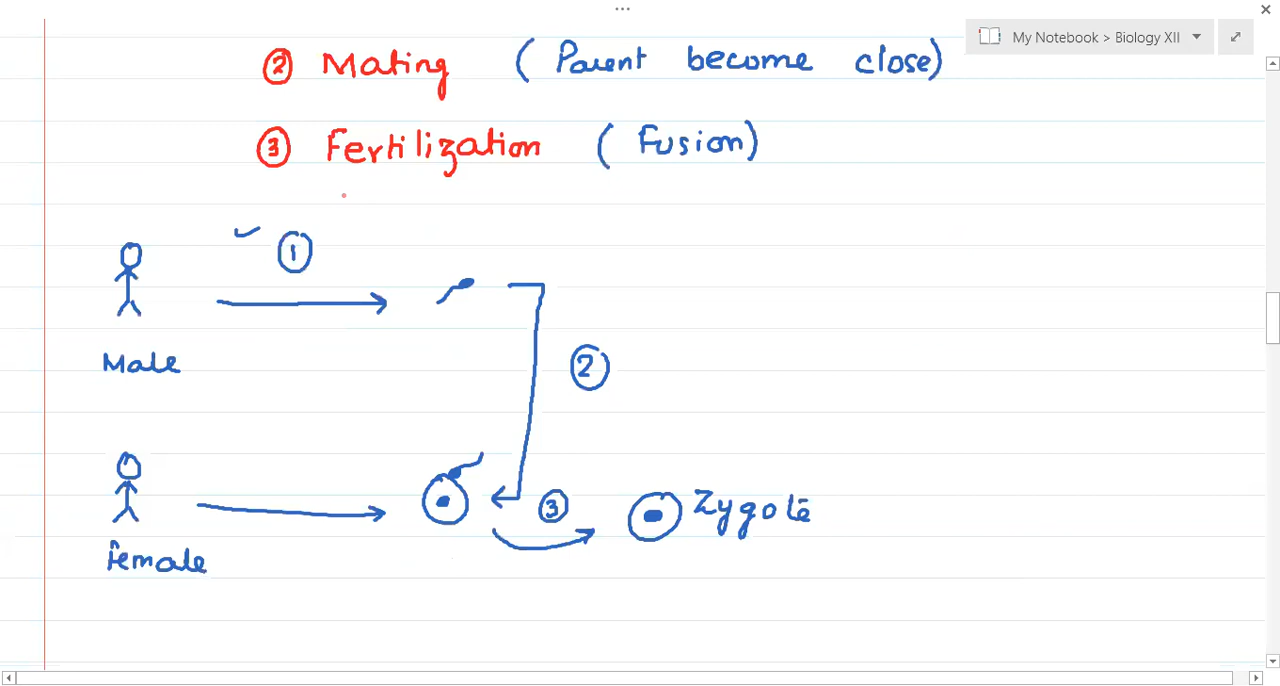 My Notebook > Biology XII
② Mating (Parent become close)
③ Fertilization (Fusion)
①
Male
②
③ Zygote
Female